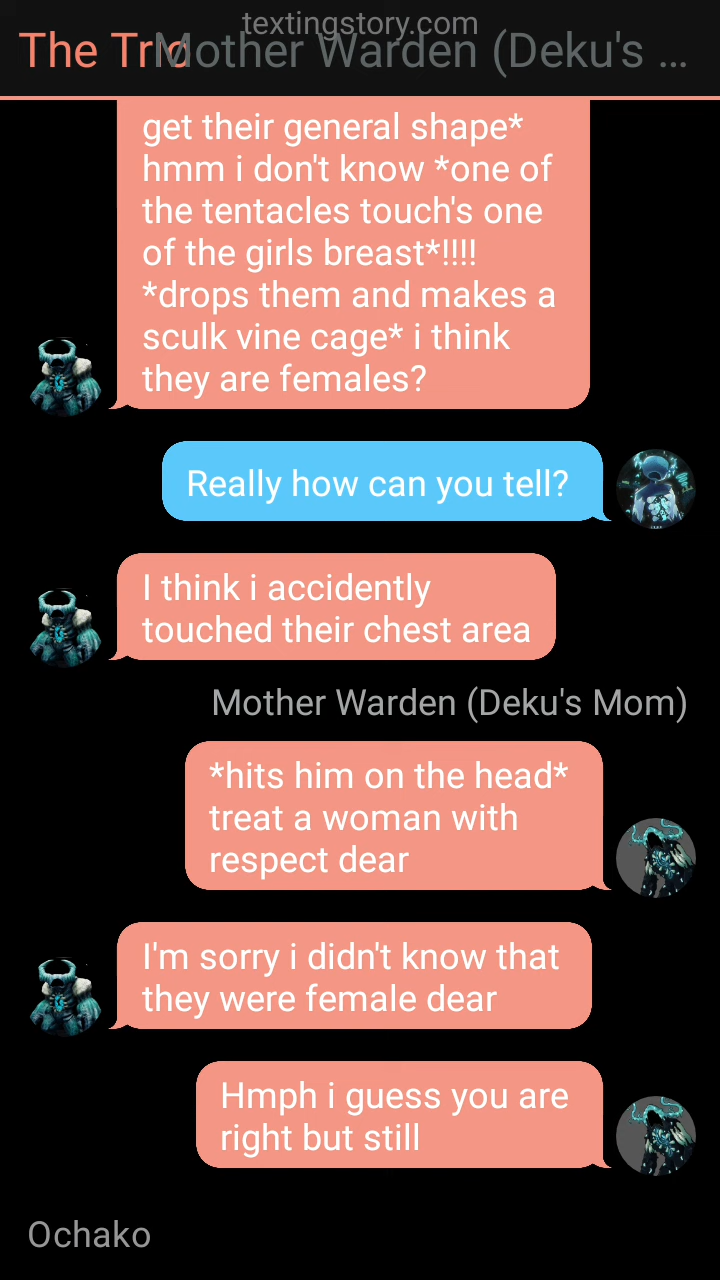 textingstory.com
The Trio
Mother Warden (Deku's ...
get their general shape*
hmm i don't know *one of
the tentacles touch's one
of the girls breast*!!!!
*drops them and makes a
sculk vine cage* i think
they are females?
Really how can you tell?
I think i accidently
touched their chest area
Mother Warden (Deku's Mom)
*hits him on the head*
treat a woman with
respect dear
I'm sorry i didn't know that
they were female dear
Hmph i guess you are
right but still
Ochako